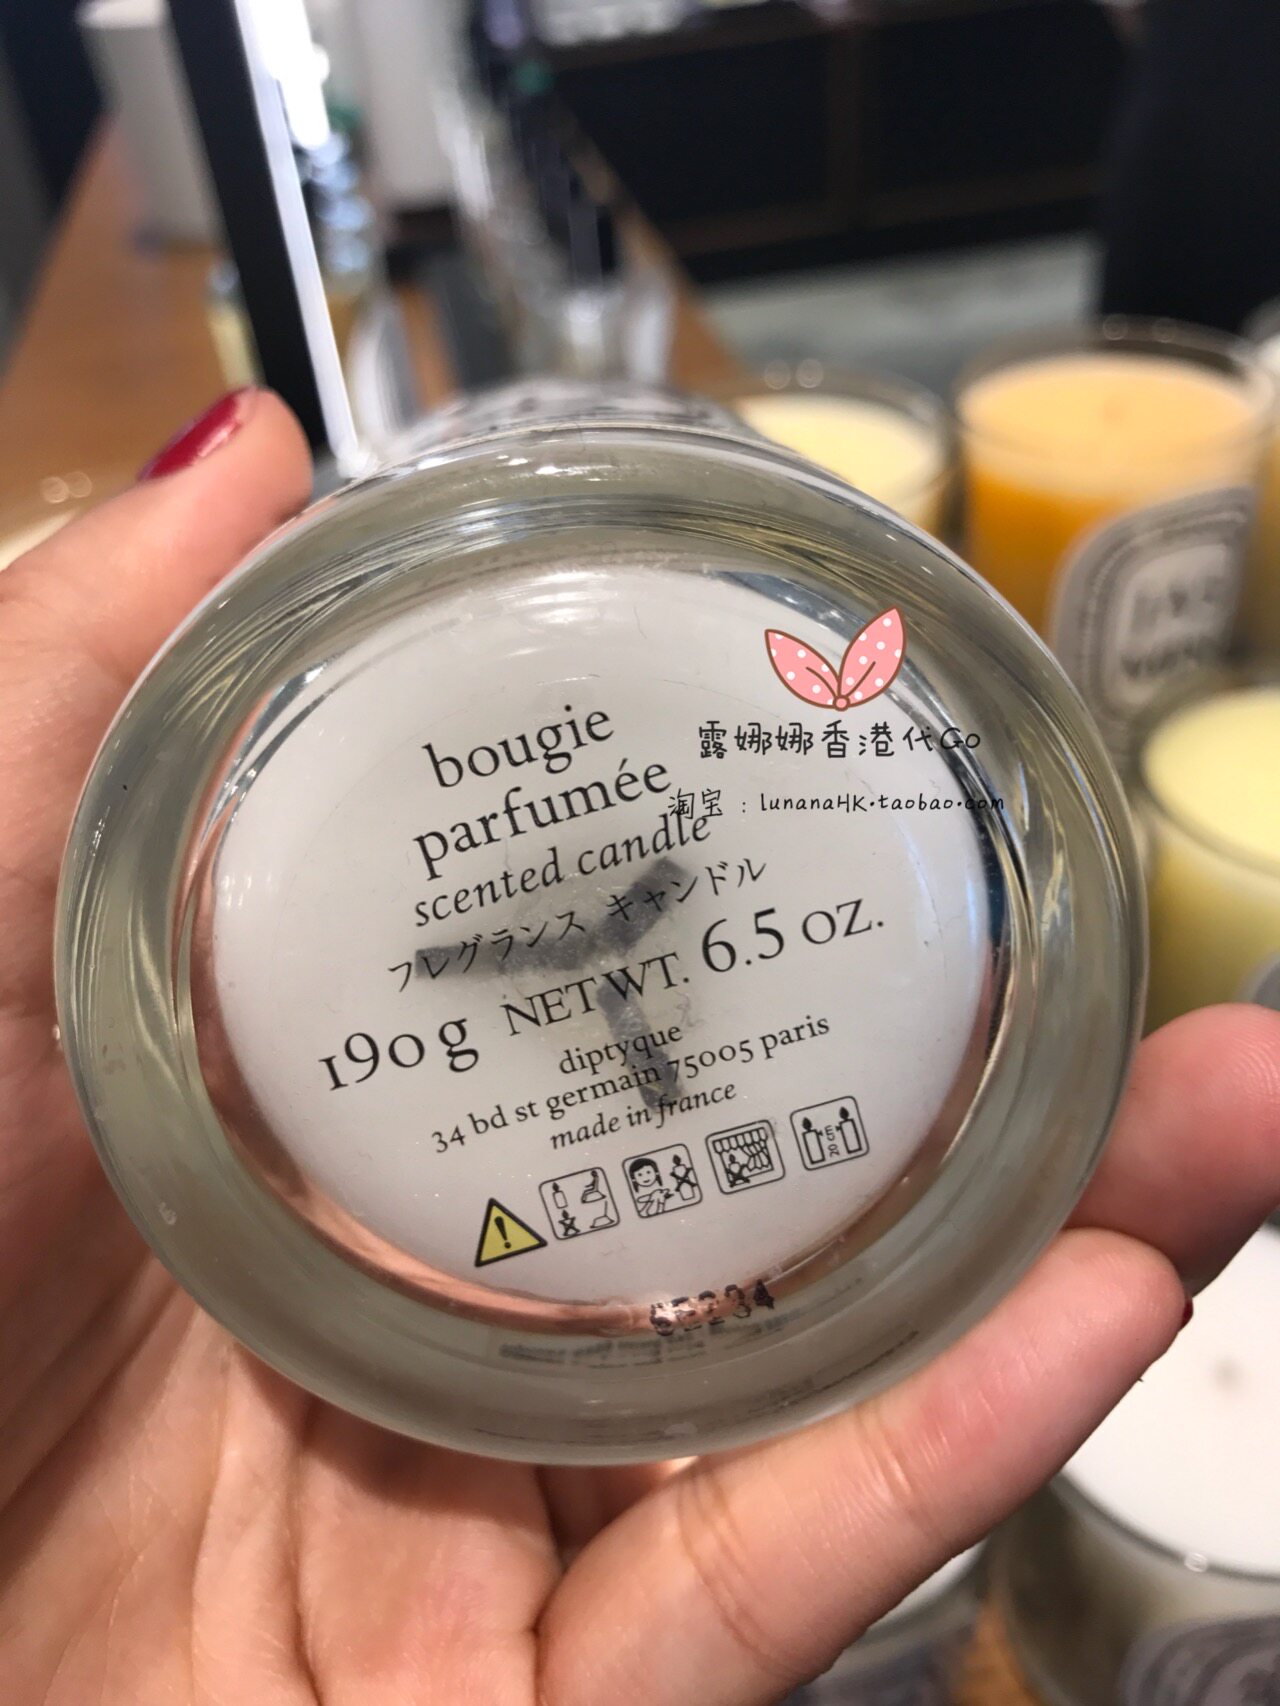 露娜娜香港代Go
淘宝：lunanaHK.taobao.com
bougie
parfumée
scented candle
フレグランス キャンドル
190g NET WT. 6.5 OZ.
diptyque
34 bd st germain 75005 paris
made in france